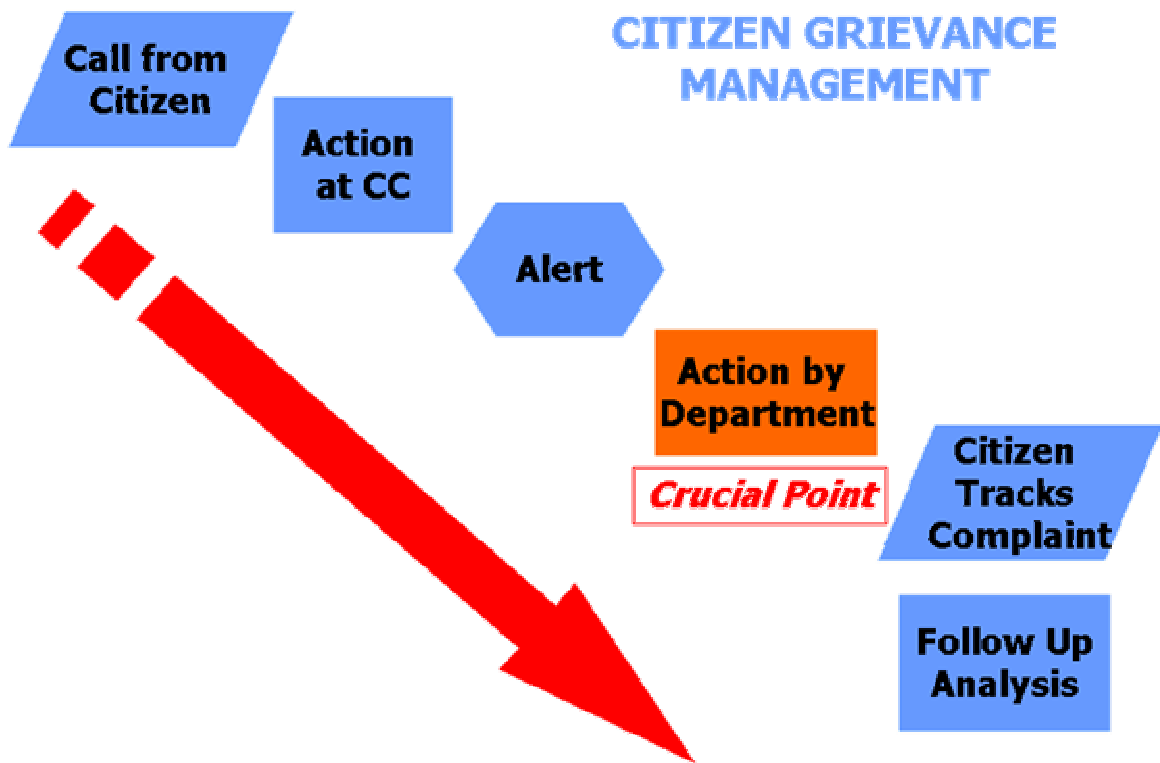 CITIZEN GRIEVANCE
MANAGEMENT
Call from
Citizen
Action
at CC
Alert
Action by
Department
Crucial Point
Citizen
Tracks
Complaint
Follow Up
Analysis